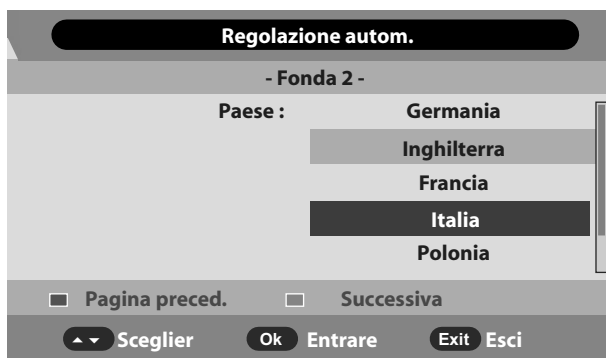 Regolazione autom.
- Fonda 2 -
Paese : Germania
Inghilterra
Francia
Italia
Polonia
Pagina preced. Successiva
Sceglier Ok Entrare Exit Esci